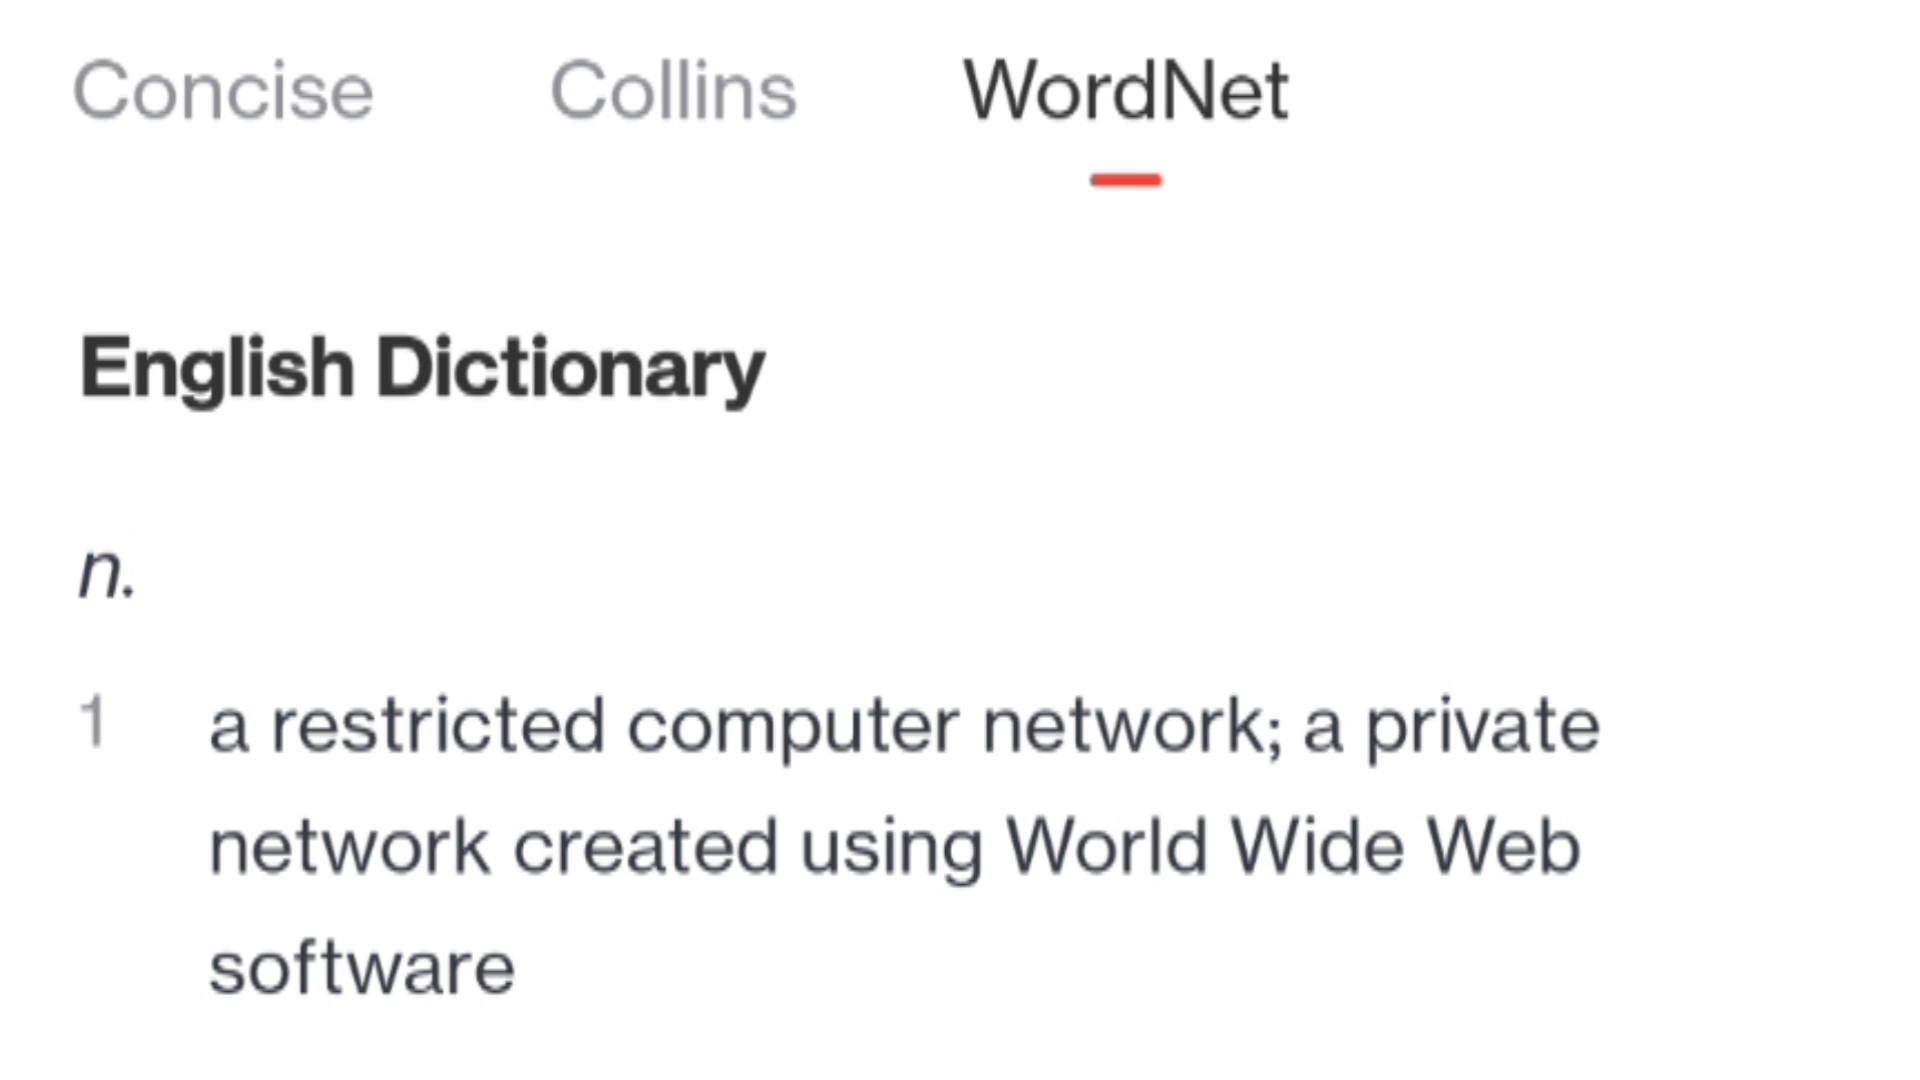 Concise Collins WordNet
English Dictionary
n.
1 a restricted computer network; a private
network created using World Wide Web
software